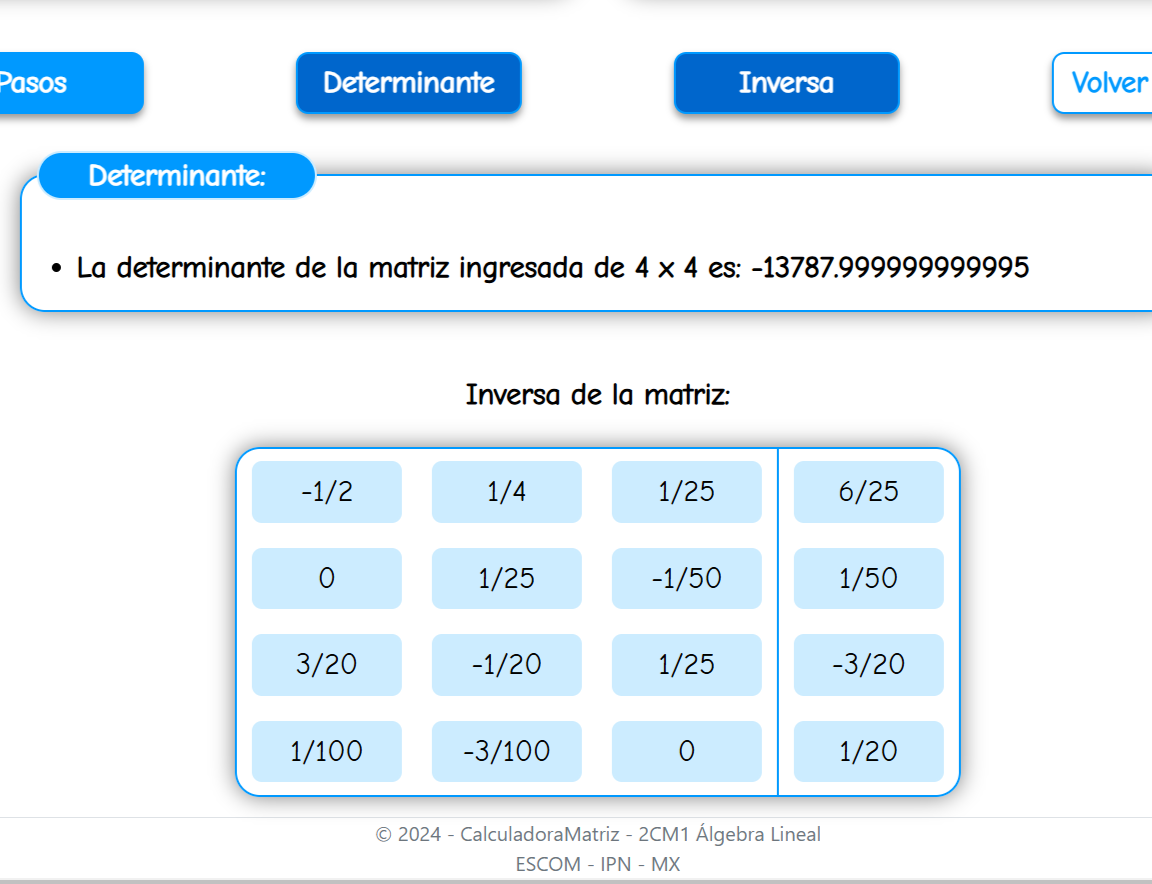 Pasos Determinante Inversa Volver
Determinante:
• La determinante de la matriz ingresada de 4 x 4 es: -13787.999999999995
Inversa de la matriz:
-1/2 1/4 1/25 6/25
0 1/25 -1/50 1/50
3/20 -1/20 1/25 -3/20
1/100 -3/100 0 1/20
© 2024 - CalculadoraMatriz - 2CM1 Álgebra Lineal
ESCOM - IPN - MX